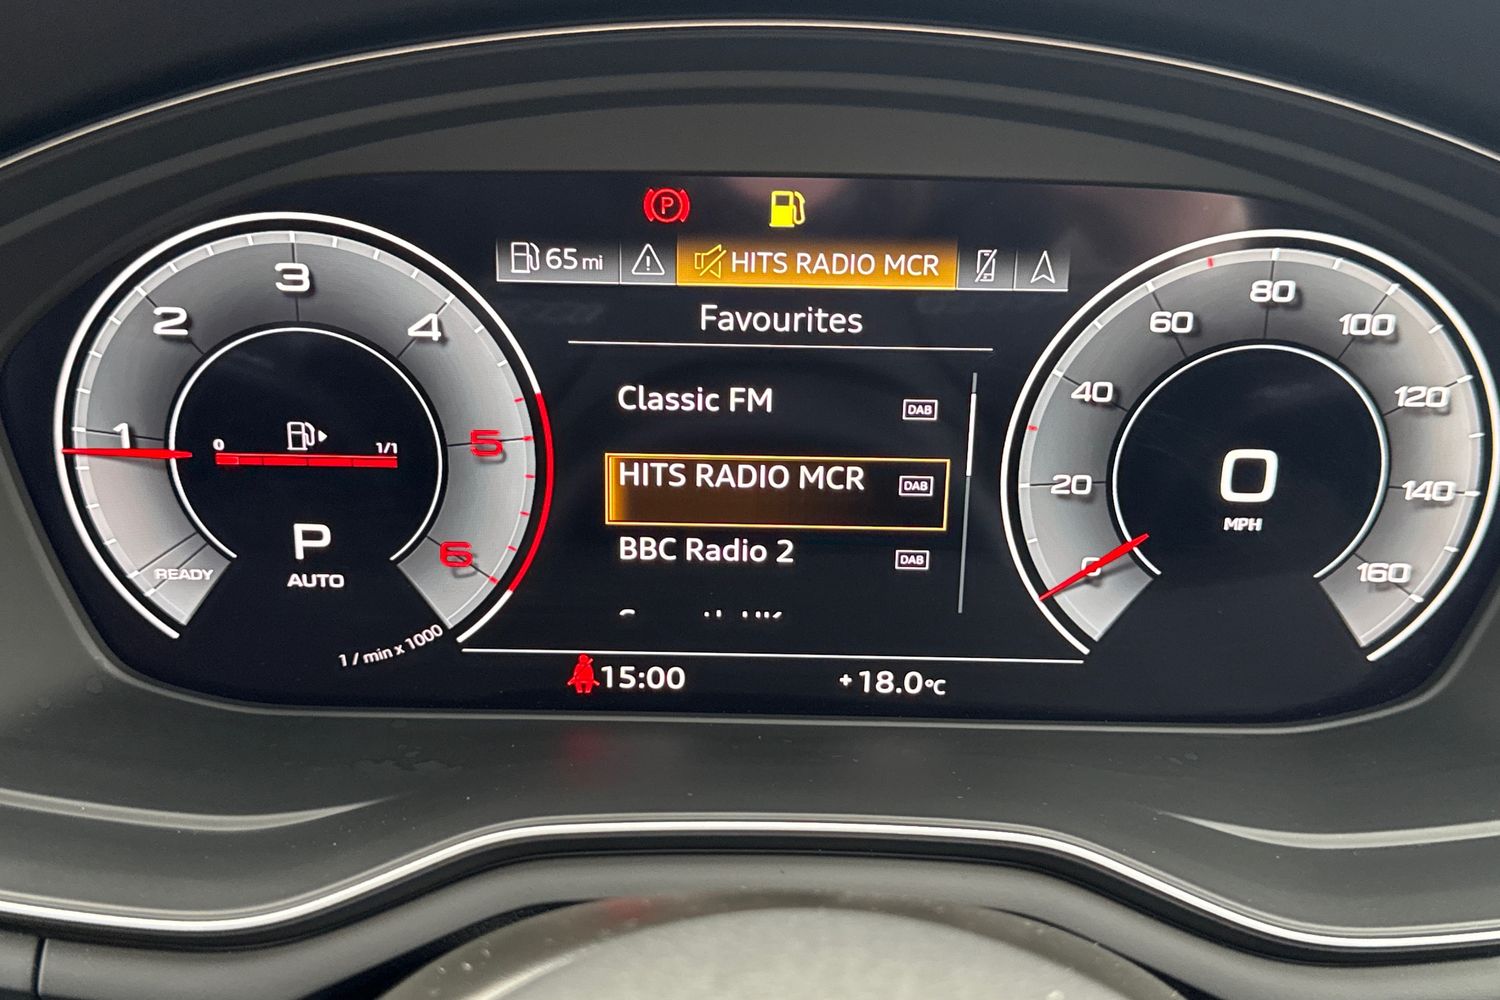 P
65 mi
HITS RADIO MCR
Favourites
Classic FM DAB
HITS RADIO MCR DAB
BBC Radio 2 DAB
15:00
+18.0°C
1
2
3
4
5
6
READY
0 1/1
P
AUTO
1 / min x 1000
0
20
40
60
80
100
120
140
160
0
MPH